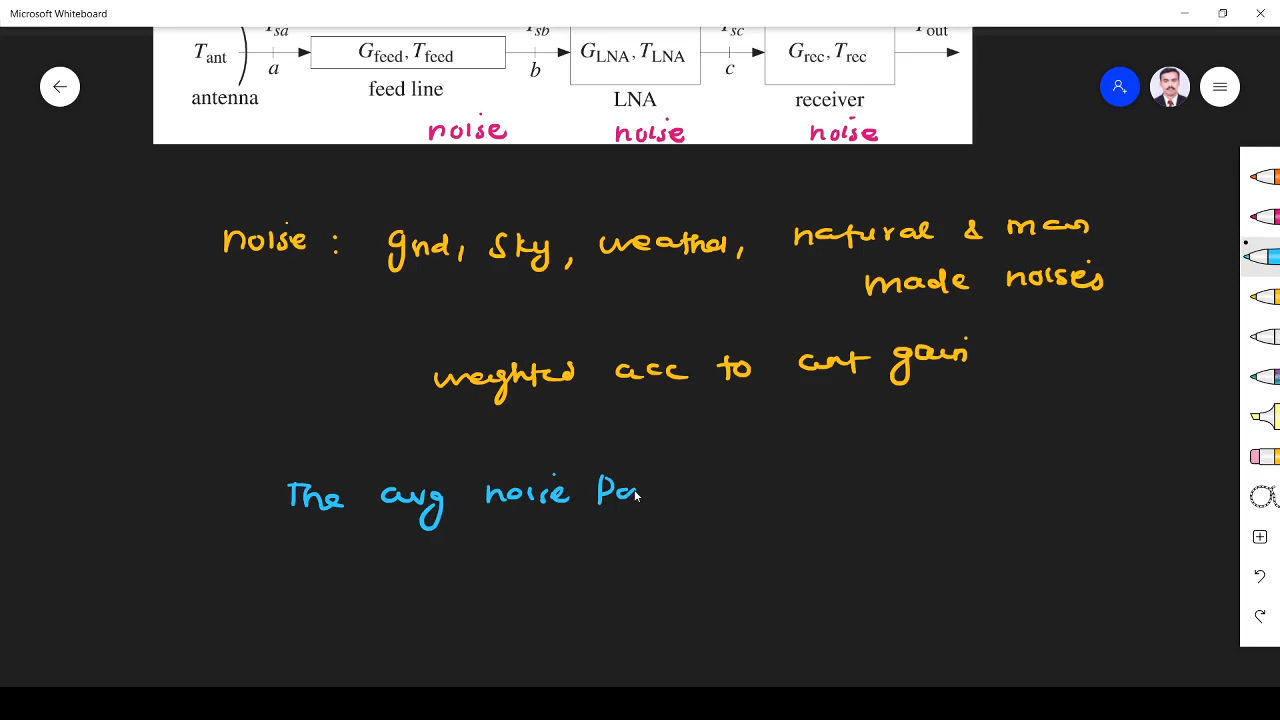 Microsoft Whiteboard
T_ant a G_feed, T_feed b G_LNA, T_LNA c G_rec, T_rec
antenna feed line LNA receiver
noise noise noise
noise : gnd, sky, weather, natural & man
made noises
weighted acc to ant gain
The avg noise Po